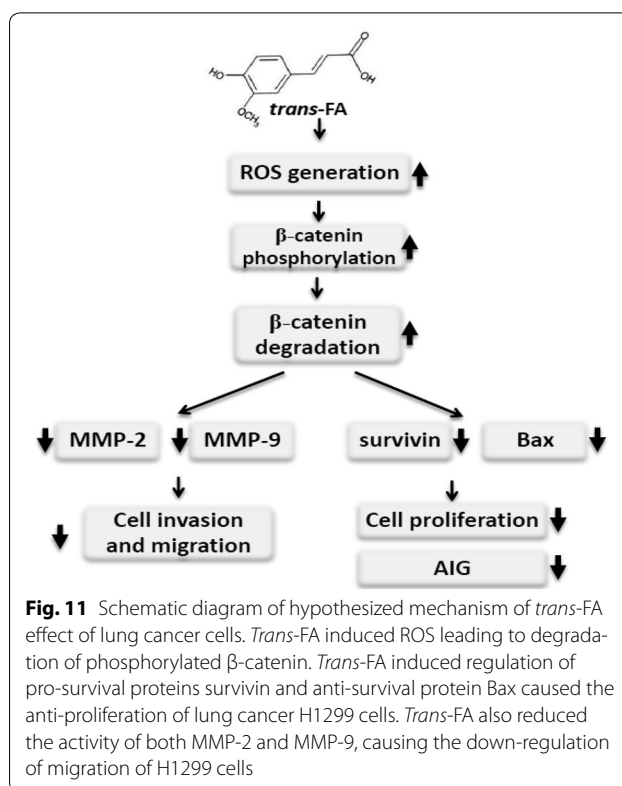 O
HO
OH
OCH3
trans-FA
ROS generation
β-catenin
phosphorylation
β-catenin
degradation
MMP-2 MMP-9 survivin Bax
Cell invasion
and migration
Cell proliferation
AIG
Fig. 11 Schematic diagram of hypothesized mechanism of trans-FA
effect of lung cancer cells. Trans-FA induced ROS leading to degrada-
tion of phosphorylated β-catenin. Trans-FA induced regulation of
pro-survival proteins survivin and anti-survival protein Bax caused the
anti-proliferation of lung cancer H1299 cells. Trans-FA also reduced
the activity of both MMP-2 and MMP-9, causing the down-regulation
of migration of H1299 cells